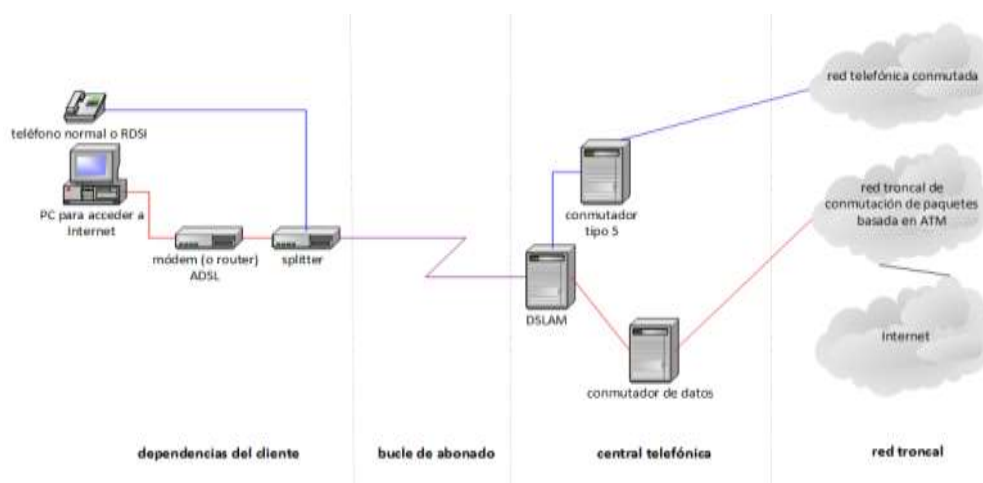 red telefónica conmutada
teléfono normal o RDSI
PC para acceder a
Internet
módem (o router)
ADSL
splitter
conmutador
tipo 5
DSLAM
conmutador de datos
red troncal de
conmutación de paquetes
basada en ATM
Internet
dependencias del cliente
bucle de abonado
central telefónica
red troncal